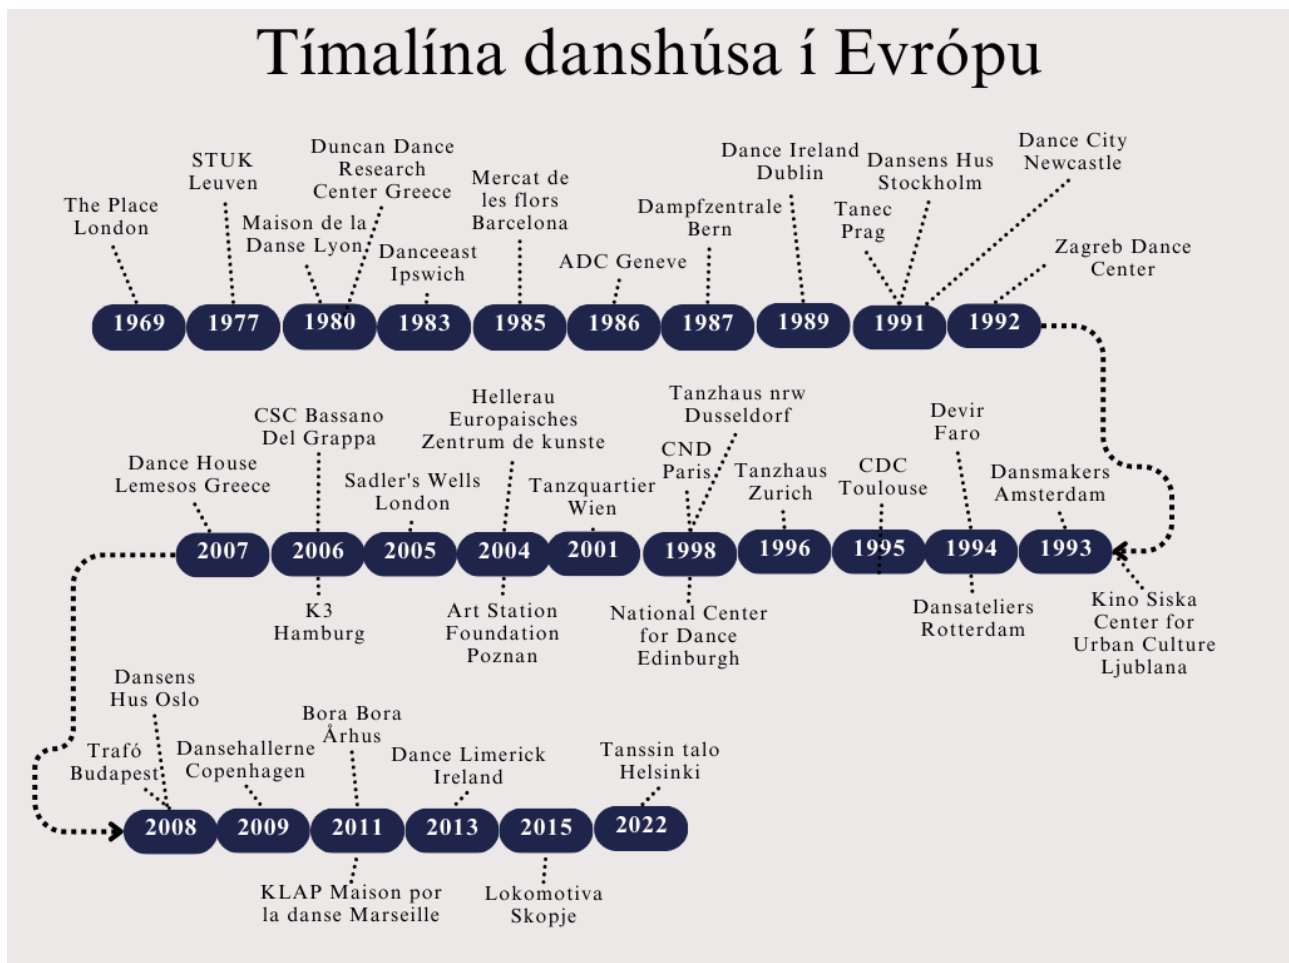 Tímalína danshúsa í Evrópu
The Place
London
STUK
Leuven
Maison de la
Danse Lyon
Duncan Dance
Research
Center Greece
Danceeast
Ipswich
Mercat de
les flors
Barcelona
ADC Geneve
Dampfzentrale
Bern
Dance Ireland
Dublin
Tanec
Prag
Dansens Hus
Stockholm
Dance City
Newcastle
Zagreb Dance
Center
1969 1977 1980 1983 1985 1986 1987 1989 1991 1992
Dance House
Lemesos Greece
CSC Bassano
Del Grappa
Sadler's Wells
London
Hellerau
Europaisches
Zentrum de kunste
Tanzquartier
Wien
CND
Paris
Tanzhaus nrw
Dusseldorf
Tanzhaus
Zurich
CDC
Toulouse
Devir
Faro
Dansmakers
Amsterdam
2007 2006 2005 2004 2001 1998 1996 1995 1994 1993
K3
Hamburg
Art Station
Foundation
Poznan
National Center
for Dance
Edinburgh
Dansateliers
Rotterdam
Kino Siska
Center for
Urban Culture
Ljublana
Trafó
Budapest
Dansens
Hus Oslo
Dansehallerne
Copenhagen
Bora Bora
Århus
Dance Limerick
Ireland
Tanssin talo
Helsinki
2008 2009 2011 2013 2015 2022
KLAP Maison por
la danse Marseille
Lokomotiva
Skopje